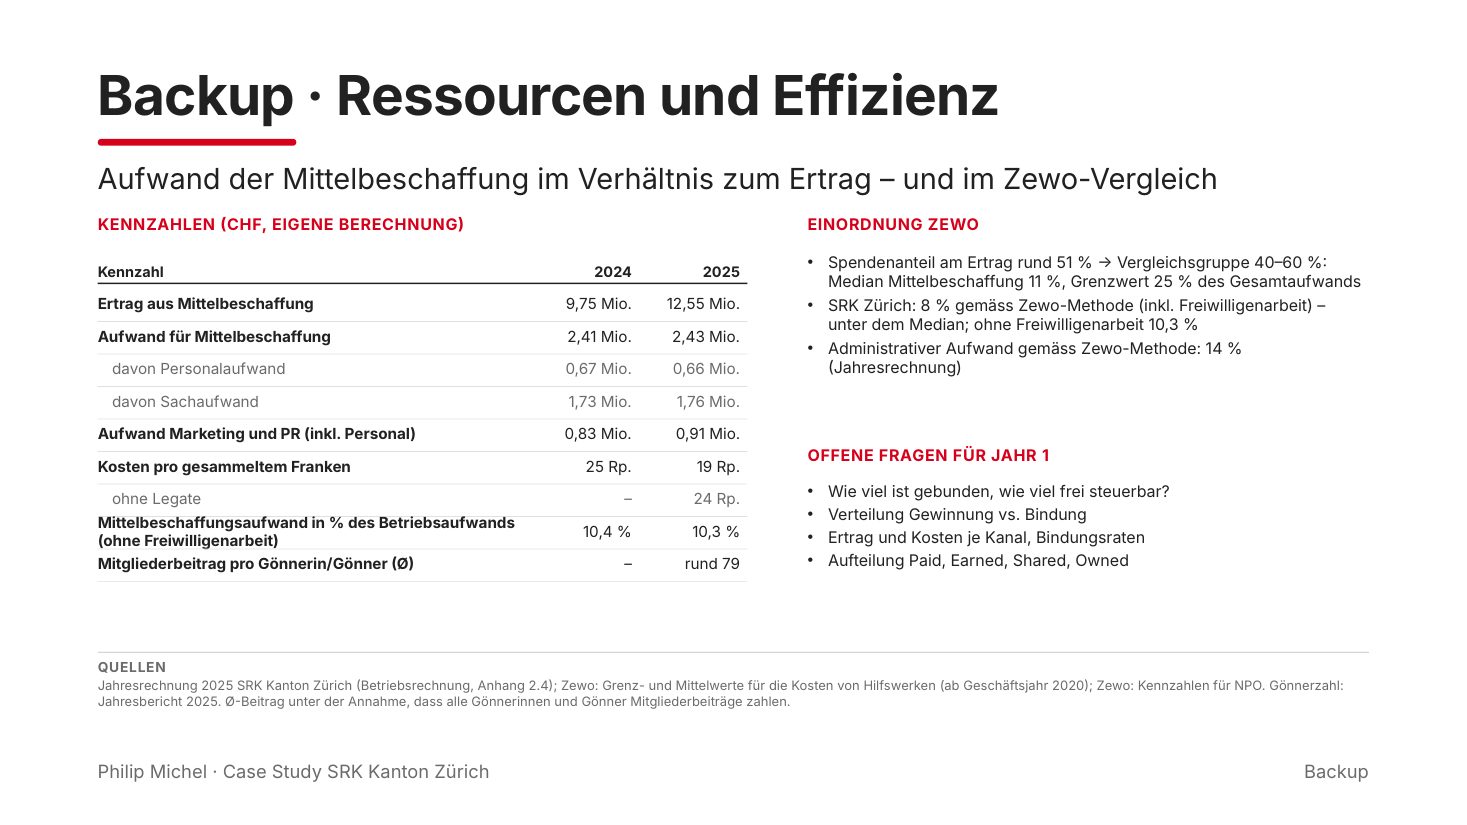 Backup · Ressourcen und Effizienz
Aufwand der Mittelbeschaffung im Verhältnis zum Ertrag – und im Zewo-Vergleich
KENNZAHLEN (CHF, EIGENE BERECHNUNG)
Kennzahl 2024 2025
Ertrag aus Mittelbeschaffung 9,75 Mio. 12,55 Mio.
Aufwand für Mittelbeschaffung 2,41 Mio. 2,43 Mio.
davon Personalaufwand 0,67 Mio. 0,66 Mio.
davon Sachaufwand 1,73 Mio. 1,76 Mio.
Aufwand Marketing und PR (inkl. Personal) 0,83 Mio. 0,91 Mio.
Kosten pro gesammeltem Franken 25 Rp. 19 Rp.
ohne Legate – 24 Rp.
Mittelbeschaffungsaufwand in % des Betriebsaufwands
(ohne Freiwilligenarbeit) 10,4 % 10,3 %
Mitgliederbeitrag pro Gönnerin/Gönner (Ø) – rund 79
EINORDNUNG ZEWO
• Spendenanteil am Ertrag rund 51 % → Vergleichsgruppe 40–60 %:
Median Mittelbeschaffung 11 %, Grenzwert 25 % des Gesamtaufwands
• SRK Zürich: 8 % gemäss Zewo-Methode (inkl. Freiwilligenarbeit) –
unter dem Median; ohne Freiwilligenarbeit 10,3 %
• Administrativer Aufwand gemäss Zewo-Methode: 14 %
(Jahresrechnung)
OFFENE FRAGEN FÜR JAHR 1
• Wie viel ist gebunden, wie viel frei steuerbar?
• Verteilung Gewinnung vs. Bindung
• Ertrag und Kosten je Kanal, Bindungsraten
• Aufteilung Paid, Earned, Shared, Owned
QUELLEN
Jahresrechnung 2025 SRK Kanton Zürich (Betriebsrechnung, Anhang 2.4); Zewo: Grenz- und Mittelwerte für die Kosten von Hilfswerken (ab Geschäftsjahr 2020); Zewo: Kennzahlen für NPO. Gönnerzahl:
Jahresbericht 2025. Ø-Beitrag unter der Annahme, dass alle Gönnerinnen und Gönner Mitgliederbeiträge zahlen.
Philip Michel · Case Study SRK Kanton Zürich
Backup